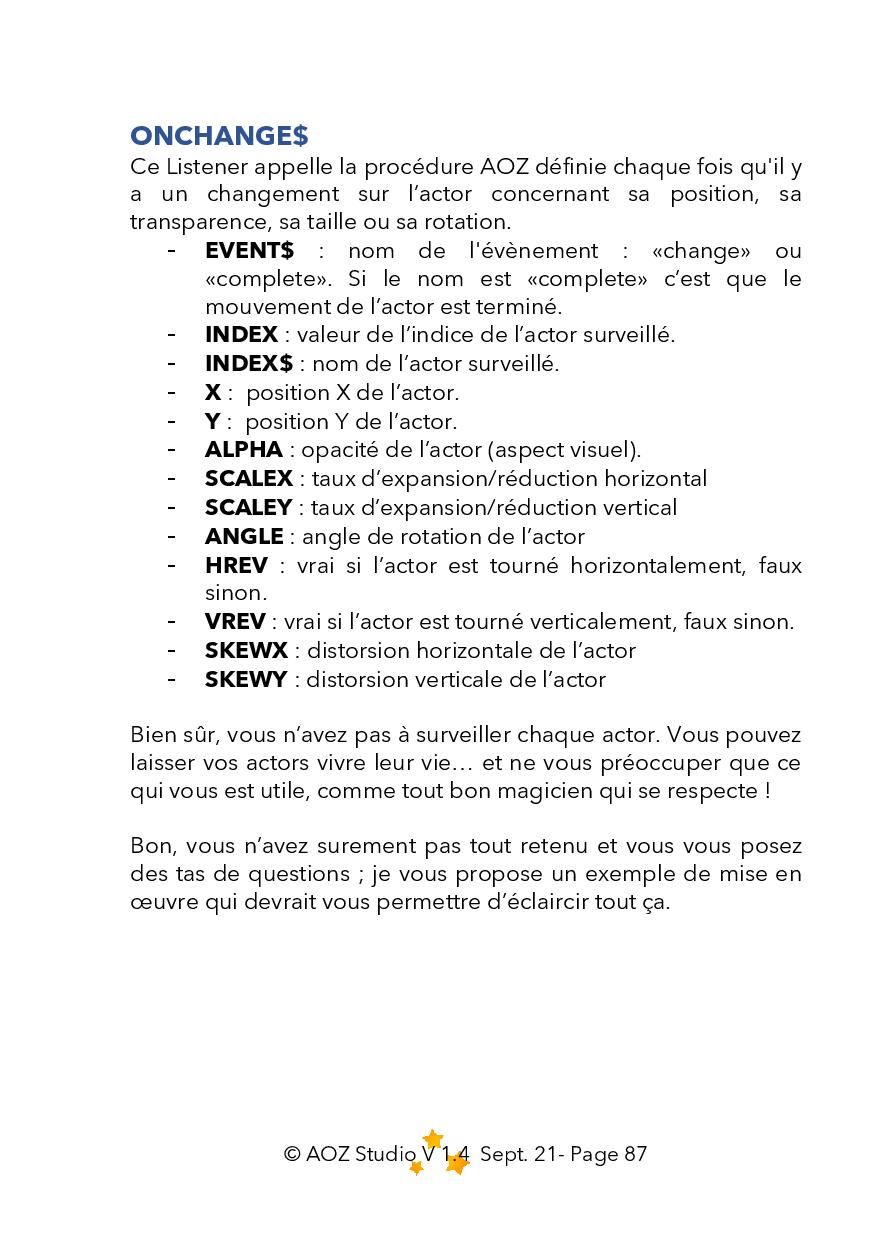 ONCHANGE$
Ce Listener appelle la procédure AOZ définie chaque fois qu'il y
a un changement sur l’actor concernant sa position, sa
transparence, sa taille ou sa rotation.
- EVENT$ : nom de l'évènement : «change» ou
«complete». Si le nom est «complete» c’est que le
mouvement de l’actor est terminé.
- INDEX : valeur de l’indice de l’actor surveillé.
- INDEX$ : nom de l’actor surveillé.
- X : position X de l’actor.
- Y : position Y de l’actor.
- ALPHA : opacité de l’actor (aspect visuel).
- SCALEX : taux d’expansion/réduction horizontal
- SCALEY : taux d’expansion/réduction vertical
- ANGLE : angle de rotation de l’actor
- HREV : vrai si l’actor est tourné horizontalement, faux
sinon.
- VREV : vrai si l’actor est tourné verticalement, faux sinon.
- SKEWX : distorsion horizontale de l’actor
- SKEWY : distorsion verticale de l’actor
Bien sûr, vous n’avez pas à surveiller chaque actor. Vous pouvez
laisser vos actors vivre leur vie… et ne vous préoccuper que ce
qui vous est utile, comme tout bon magicien qui se respecte !
Bon, vous n’avez surement pas tout retenu et vous vous posez
des tas de questions ; je vous propose un exemple de mise en
œuvre qui devrait vous permettre d’éclaircir tout ça.
© AOZ Studio V 1.4 Sept. 21- Page 87